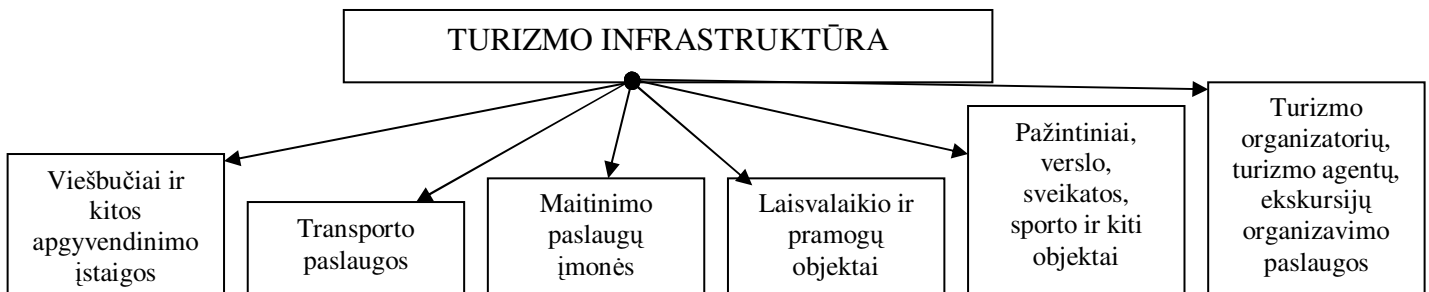 TURIZMO INFRASTRUKTŪRA
Viešbučiai ir
kitos
apgyvendinimo
įstaigos
Transporto
paslaugos
Maitinimo
paslaugų
įmonės
Laisvalaikio ir
pramogų
objektai
Pažintiniai,
verslo,
sveikatos,
sporto ir kiti
objektai
Turizmo
organizatorių,
turizmo agentų,
ekskursijų
organizavimo
paslaugos